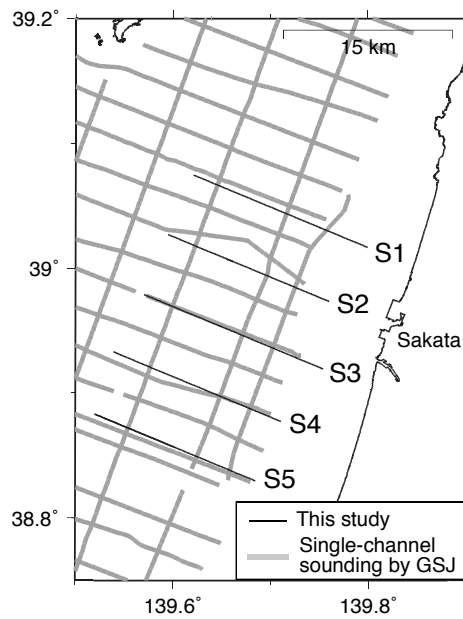 39.2˚
15 km
S1
39˚
S2
Sakata
S3
S4
S5
38.8˚
This study
Single-channel
sounding by GSJ
139.6˚
139.8˚